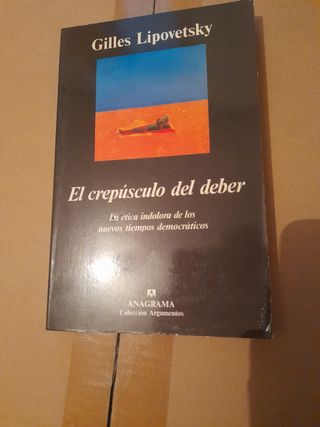 Gilles Lipovetsky
El crepúsculo del deber
La ética indolora de los
nuevos tiempos democráticos
ANAGRAMA
Colección Argumentos